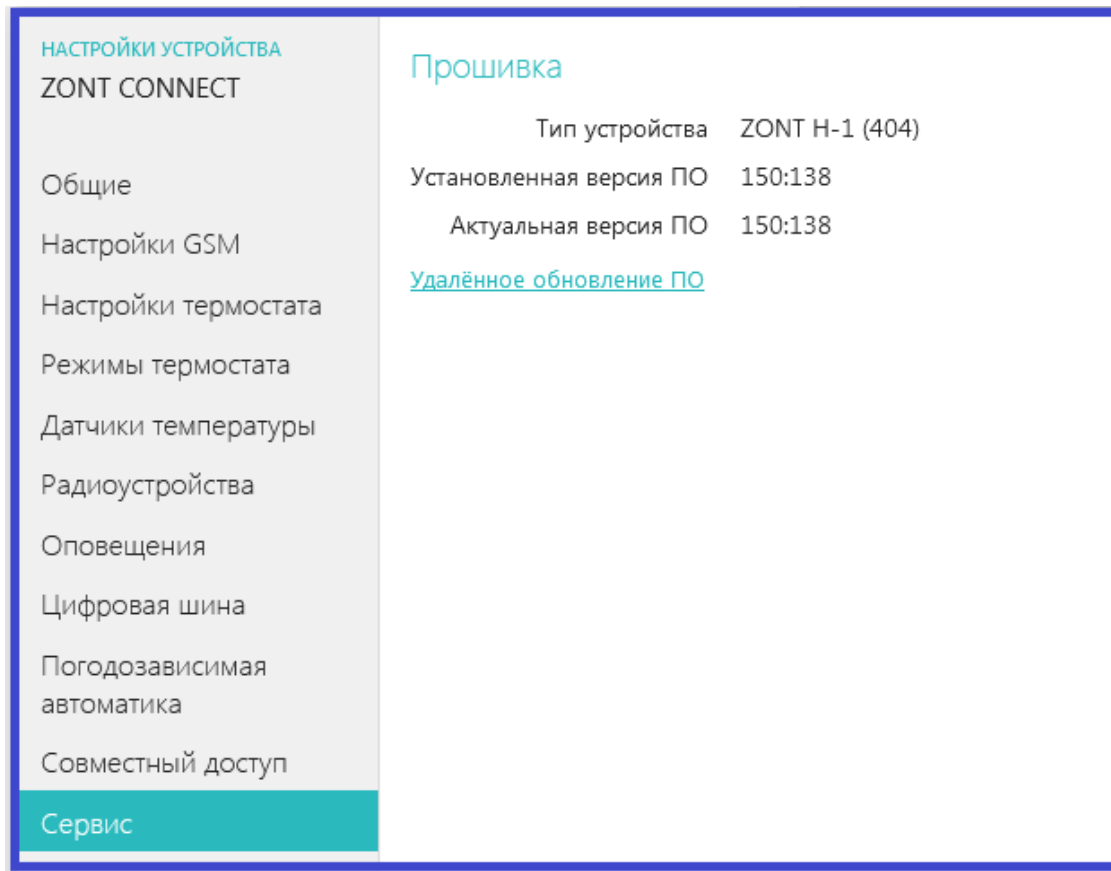 НАСТРОЙКИ УСТРОЙСТВА
ZONT CONNECT
Общие
Настройки GSM
Настройки термостата
Режимы термостата
Датчики температуры
Радиоустройства
Оповещения
Цифровая шина
Погодозависимая
автоматика
Совместный доступ
Сервис
Прошивка
Тип устройства ZONT H-1 (404)
Установленная версия ПО 150:138
Актуальная версия ПО 150:138
Удалённое обновление ПО